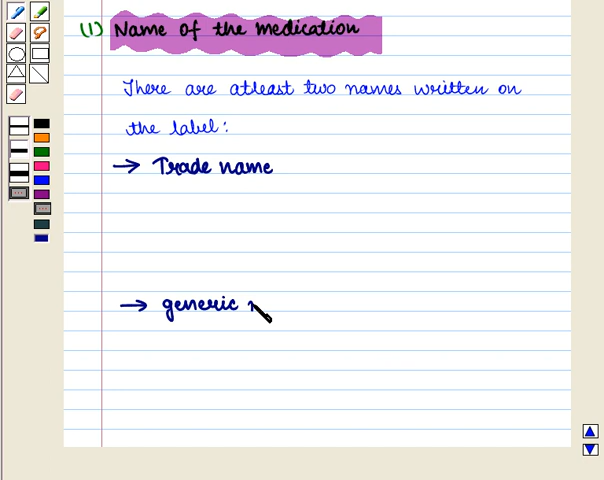 (1) Name of the medication
There are atleast two names written on
the label:
→ Trade name
→ generic